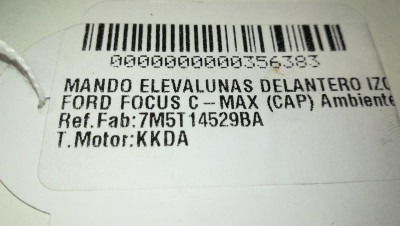 0000000000356383
MANDO ELEVALUNAS DELANTERO IZQ
FORD FOCUS C-MAX (CAP) Ambiente
Ref.Fab:7M5T14529BA
T.Motor:KKDA